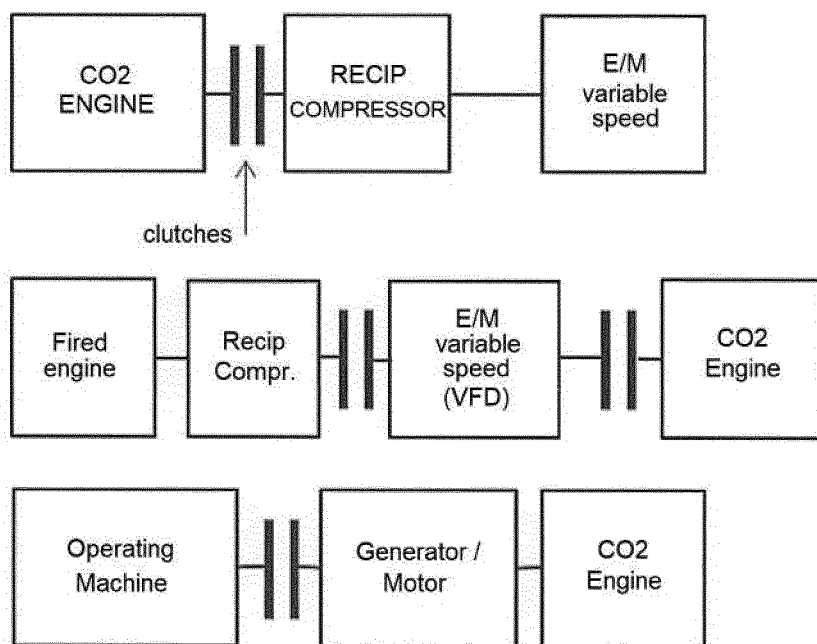 CO2
ENGINE
RECIP
COMPRESSOR
E/M
variable
speed
clutches
Fired
engine
Recip
Compr.
E/M
variable
speed
(VFD)
CO2
Engine
Operating
Machine
Generator /
Motor
CO2
Engine